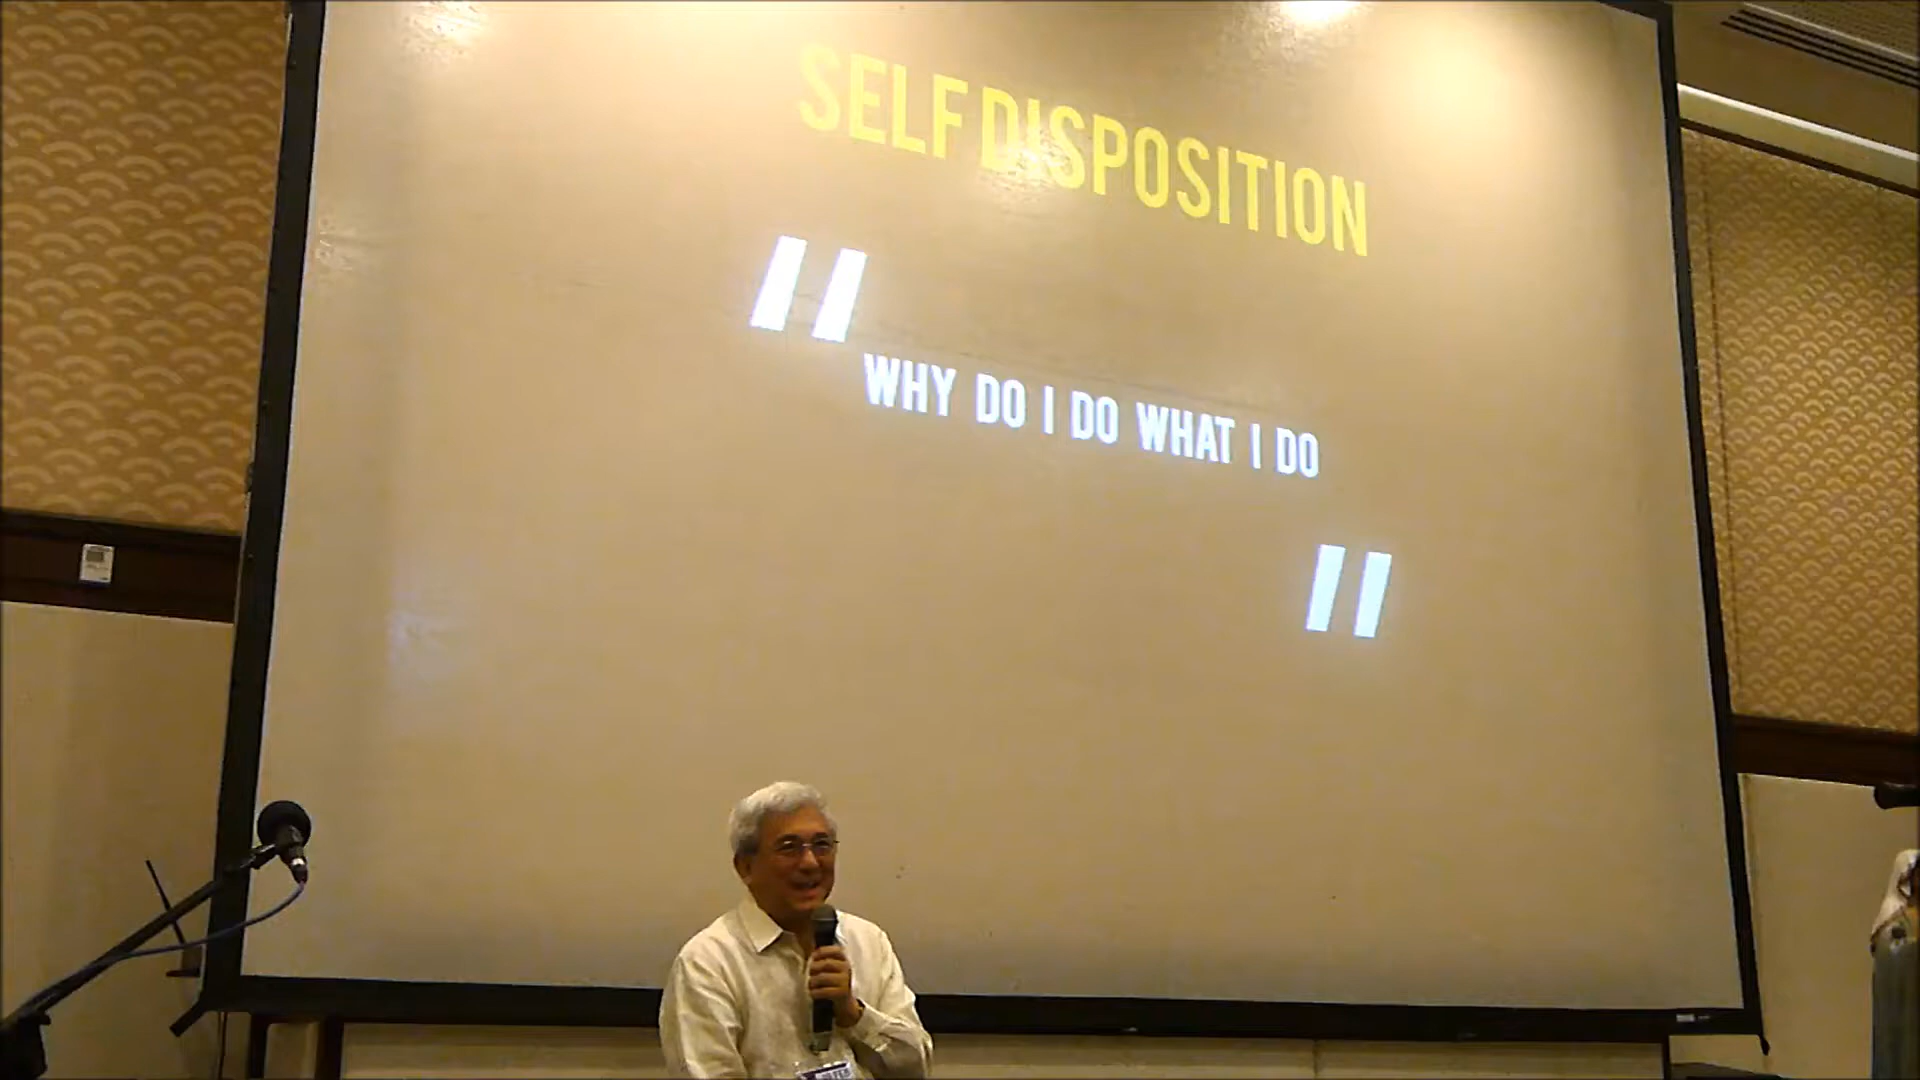 SELF DISPOSITION
"
WHY DO I DO WHAT I DO
"